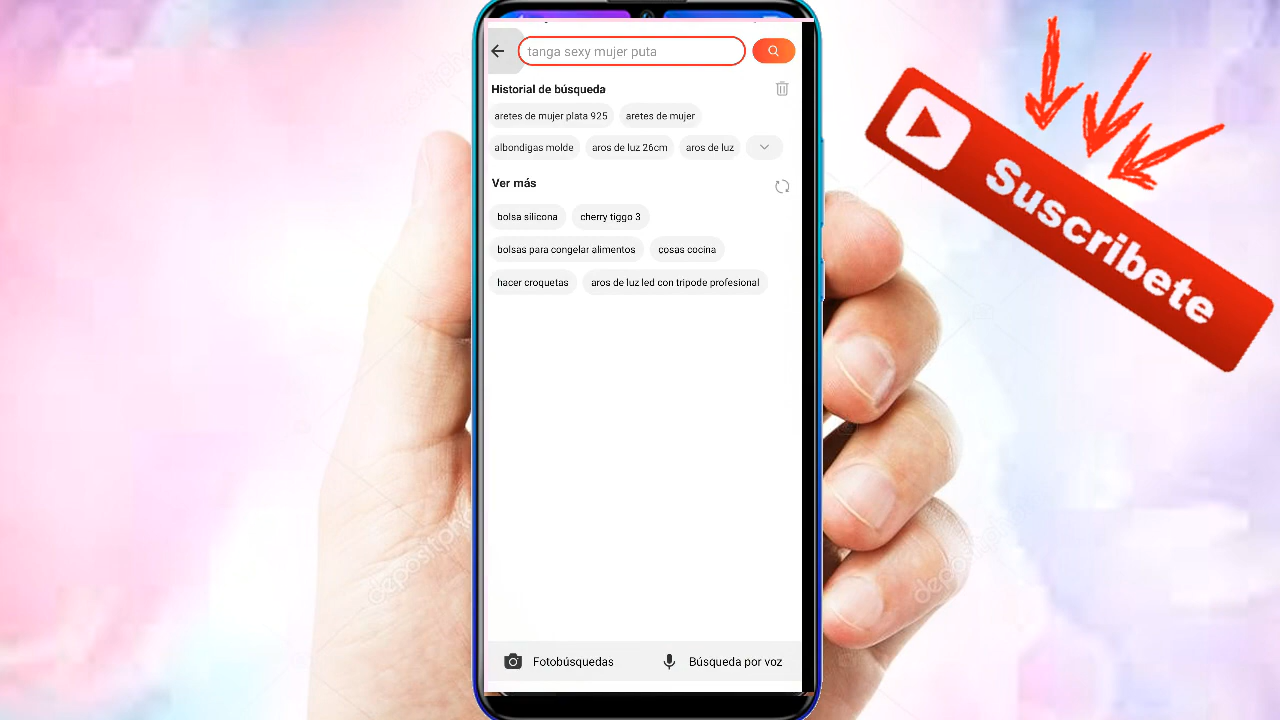 tanga sexy mujer puta
Historial de búsqueda
aretes de mujer plata 925 aretes de mujer
albondigas molde aros de luz 26cm aros de luz
Ver más
bolsa silicona cherry tiggo 3
bolsas para congelar alimentos cosas cocina
hacer croquetas aros de luz led con tripode profesional
Fotobúsquedas Búsqueda por voz
Suscribete
depositpho
dep